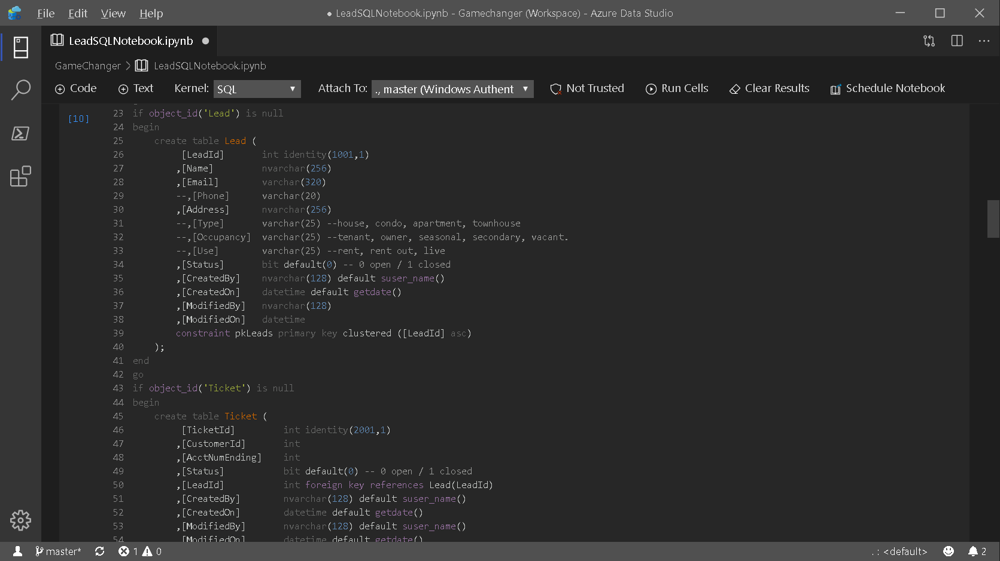 File Edit View Help ● LeadSQLNotebook.ipynb - Gamechanger (Workspace) - Azure Data Studio
LeadSQLNotebook.ipynb ●
GameChanger > LeadSQLNotebook.ipynb
Code Text Kernel: SQL Attach To: ., master (Windows Authent Not Trusted Run Cells Clear Results Schedule Notebook
[10] 23 if object_id('Lead') is null
24 begin
25 create table Lead (
26 [LeadId] int identity(1001,1)
27 ,[Name] nvarchar(256)
28 ,[Email] varchar(320)
29 --,[Phone] varchar(20)
30 ,[Address] nvarchar(256)
31 --,[Type] varchar(25) --house, condo, apartment, townhouse
32 --,[Occupancy] varchar(25) --tenant, owner, seasonal, secondary, vacant.
33 --,[Use] varchar(25) --rent, rent out, live
34 ,[Status] bit default(0) -- 0 open / 1 closed
35 ,[CreatedBy] nvarchar(128) default suser_name()
36 ,[CreatedOn] datetime default getdate()
37 ,[ModifiedBy] nvarchar(128)
38 ,[ModifiedOn] datetime
39 constraint pkLeads primary key clustered ([LeadId] asc)
40 );
41 end
42 go
43 if object_id('Ticket') is null
44 begin
45 create table Ticket (
46 [TicketId] int identity(2001,1)
47 ,[CustomerId] int
48 ,[AcctNumEnding] int
49 ,[Status] bit default(0) -- 0 open / 1 closed
50 ,[LeadId] int foreign key references Lead(LeadId)
51 ,[CreatedBy] nvarchar(128) default suser_name()
52 ,[CreatedOn] datetime default getdate()
53 ,[ModifiedBy] nvarchar(128) default suser_name()
54 ,[ModifiedOn] datetime default getdate()
master* 1 0 . : <default> 2